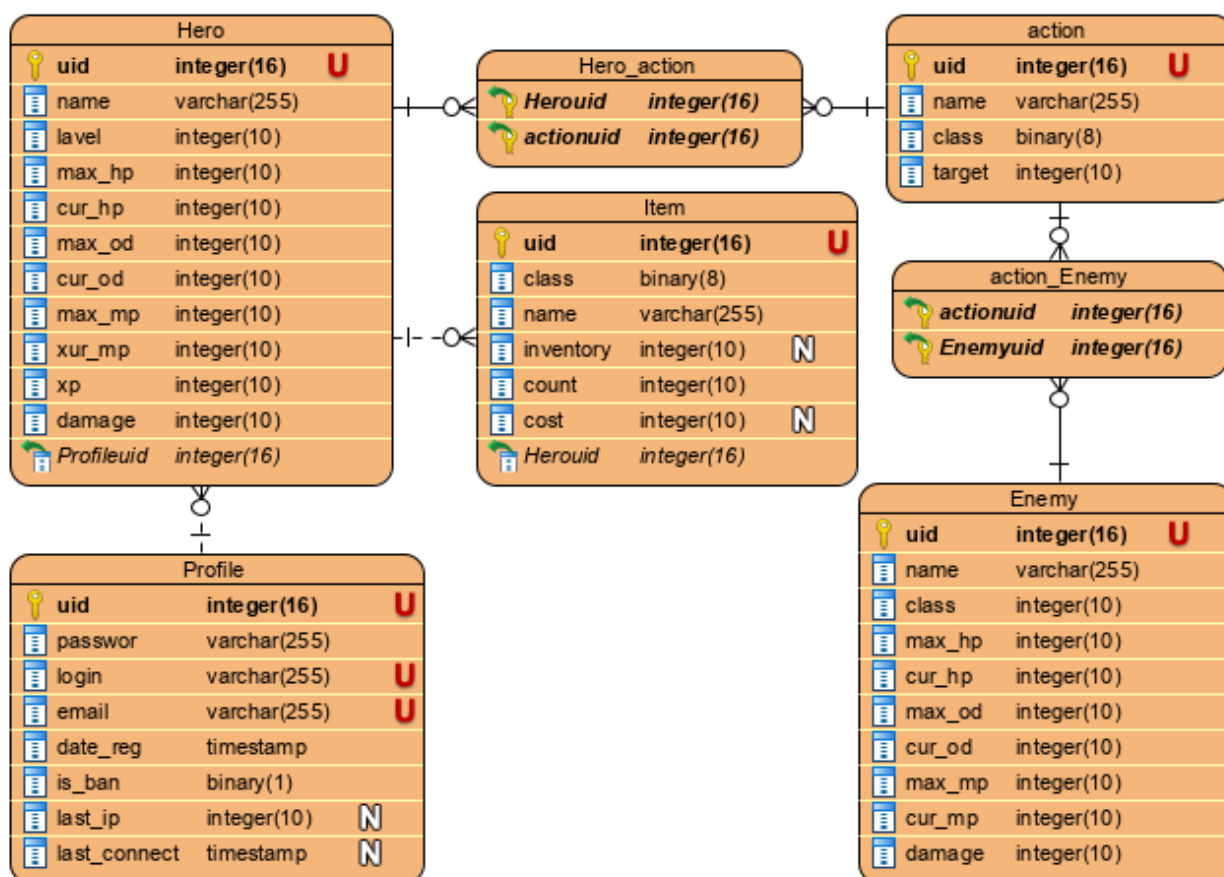 Hero
uid integer(16) U
name varchar(255)
lavel integer(10)
max_hp integer(10)
cur_hp integer(10)
max_od integer(10)
cur_od integer(10)
max_mp integer(10)
xur_mp integer(10)
xp integer(10)
damage integer(10)
Profileuid integer(16)
Hero_action
Herouid integer(16)
actionuid integer(16)
action
uid integer(16) U
name varchar(255)
class binary(8)
target integer(10)
Item
uid integer(16) U
class binary(8)
name varchar(255)
inventory integer(10) N
count integer(10)
cost integer(10) N
Herouid integer(16)
action_Enemy
actionuid integer(16)
Enemyuid integer(16)
Profile
uid integer(16) U
passwor varchar(255)
login varchar(255) U
email varchar(255) U
date_reg timestamp
is_ban binary(1)
last_ip integer(10) N
last_connect timestamp N
Enemy
uid integer(16) U
name varchar(255)
class integer(10)
max_hp integer(10)
cur_hp integer(10)
max_od integer(10)
cur_od integer(10)
max_mp integer(10)
cur_mp integer(10)
damage integer(10)